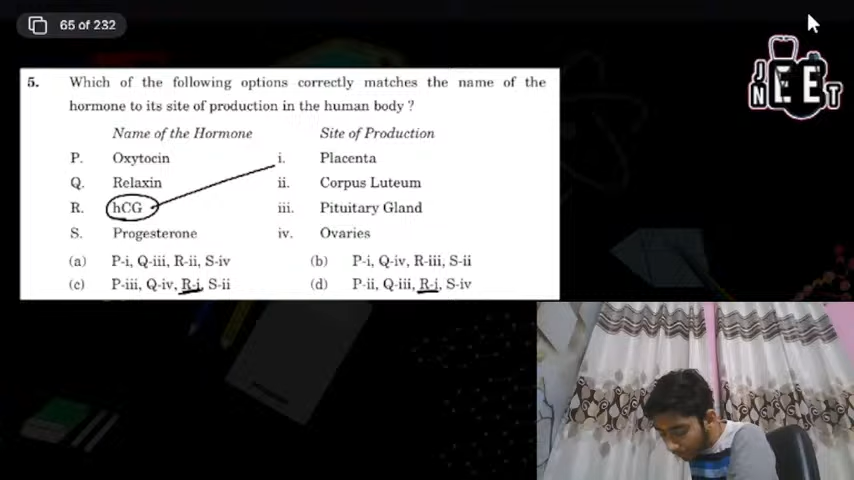 65 of 232
J
NEET
5. Which of the following options correctly matches the name of the
hormone to its site of production in the human body ?
Name of the Hormone Site of Production
P. Oxytocin i. Placenta
Q. Relaxin ii. Corpus Luteum
R. hCG iii. Pituitary Gland
S. Progesterone iv. Ovaries
(a) P-i, Q-iii, R-ii, S-iv (b) P-i, Q-iv, R-iii, S-ii
(c) P-iii, Q-iv, R-i, S-ii (d) P-ii, Q-iii, R-i, S-iv